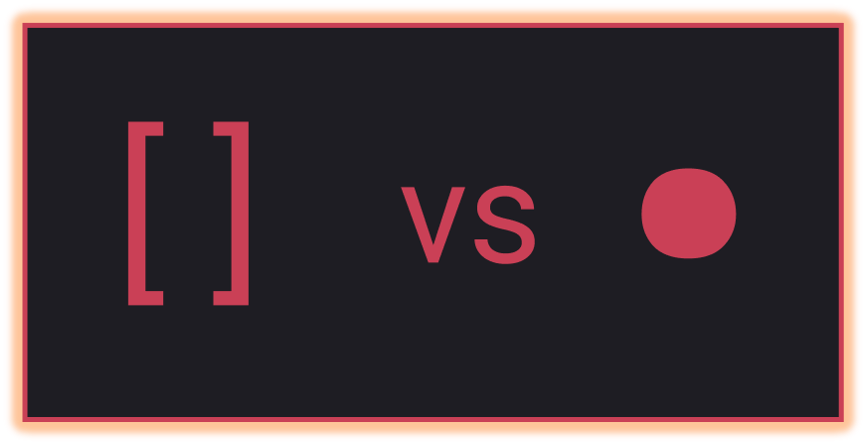 [ ] vs .